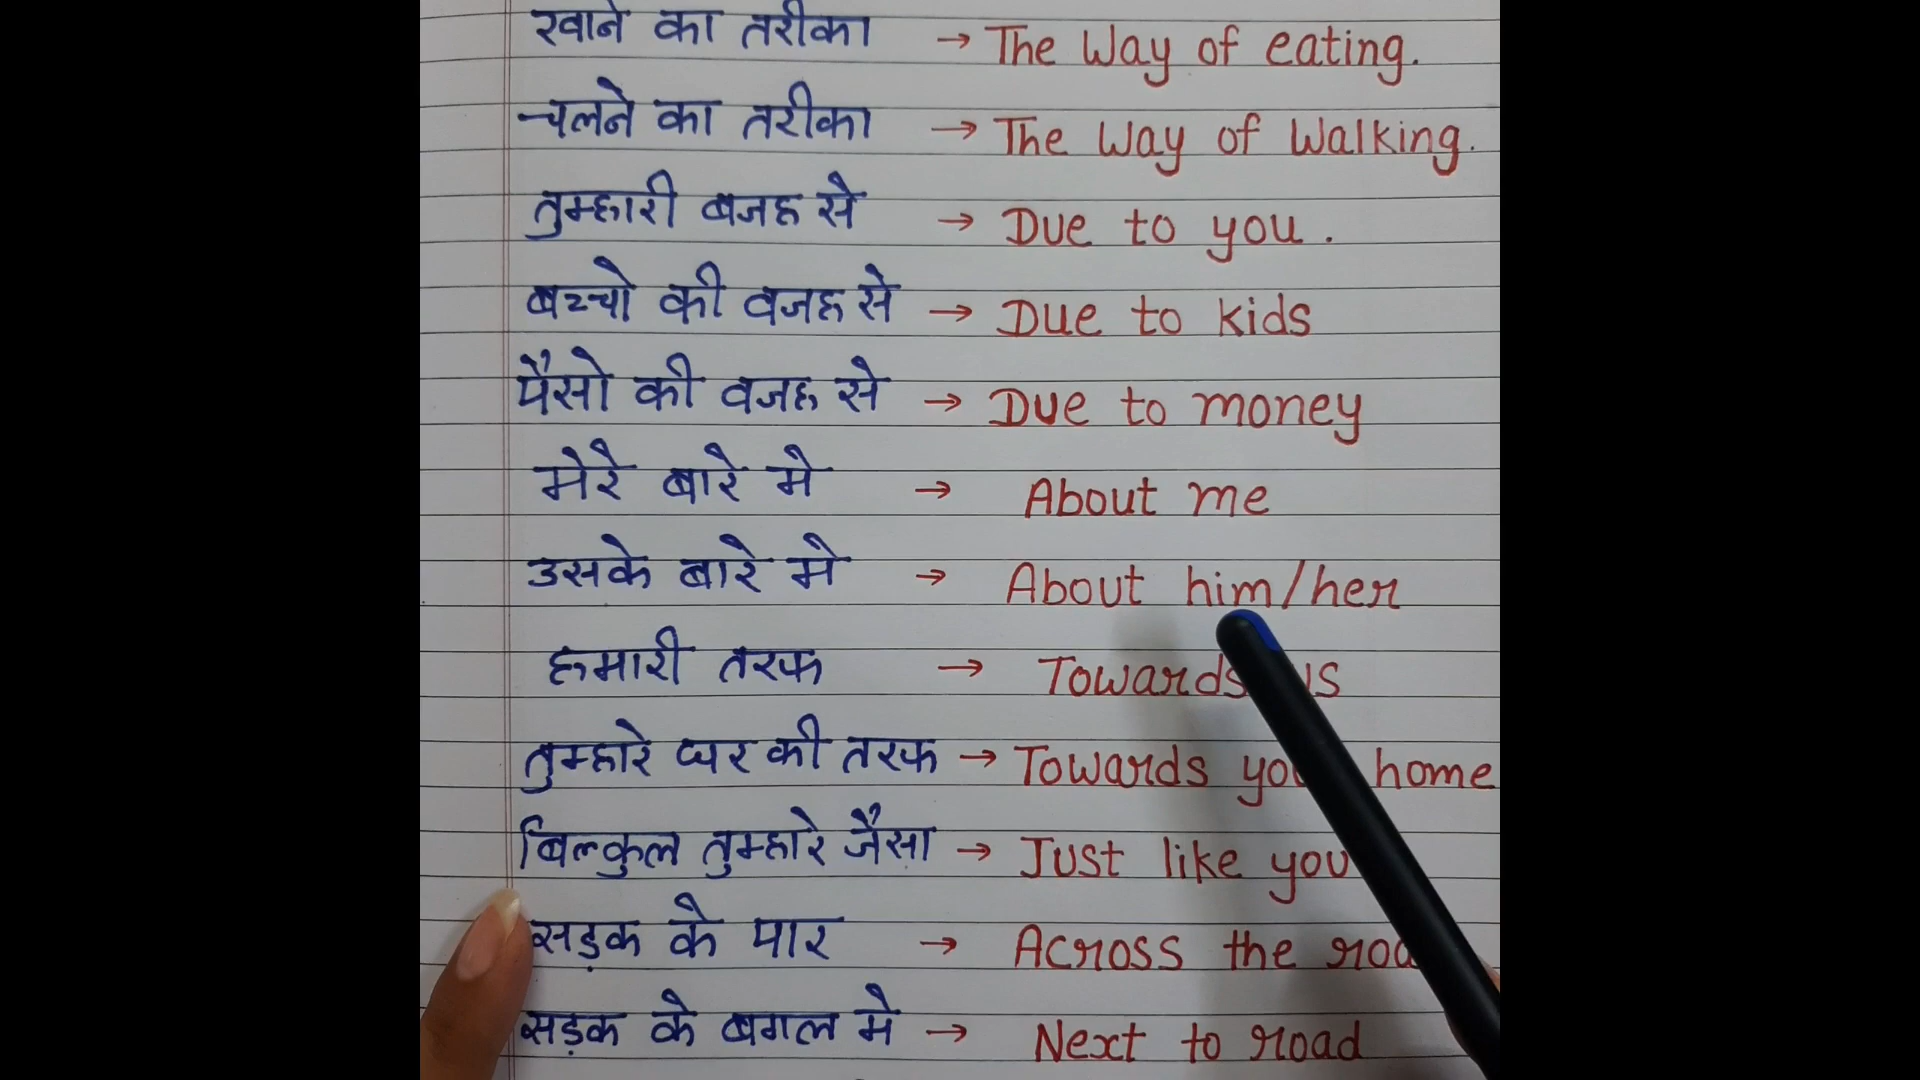 खाने का तरीका → The Way of eating.
चलने का तरीका → The Way of Walking.
तुम्हारी बजह से → Due to you.
बच्चो की वजह से → Due to kids
पैसो की वजह से → Due to money
मेरे बारे मे → About me
उसके बारे मे → About him/her
हमारी तरफ → Towards
तुम्हारे घर की तरफ → Towards home
बिल्कुल तुम्हारे जैसा → Just like you
सड़क के पार → Across the
सड़क के बगल मे → Next to road